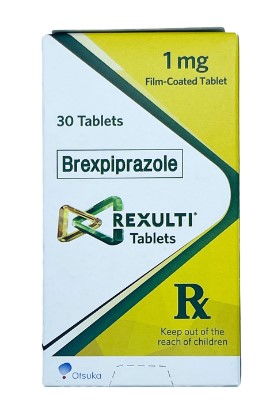 1 mg
Film-Coated Tablet
30 Tablets
Brexpiprazole
REXULTI®
Tablets
Rx
Keep out of the
reach of children
Otsuka